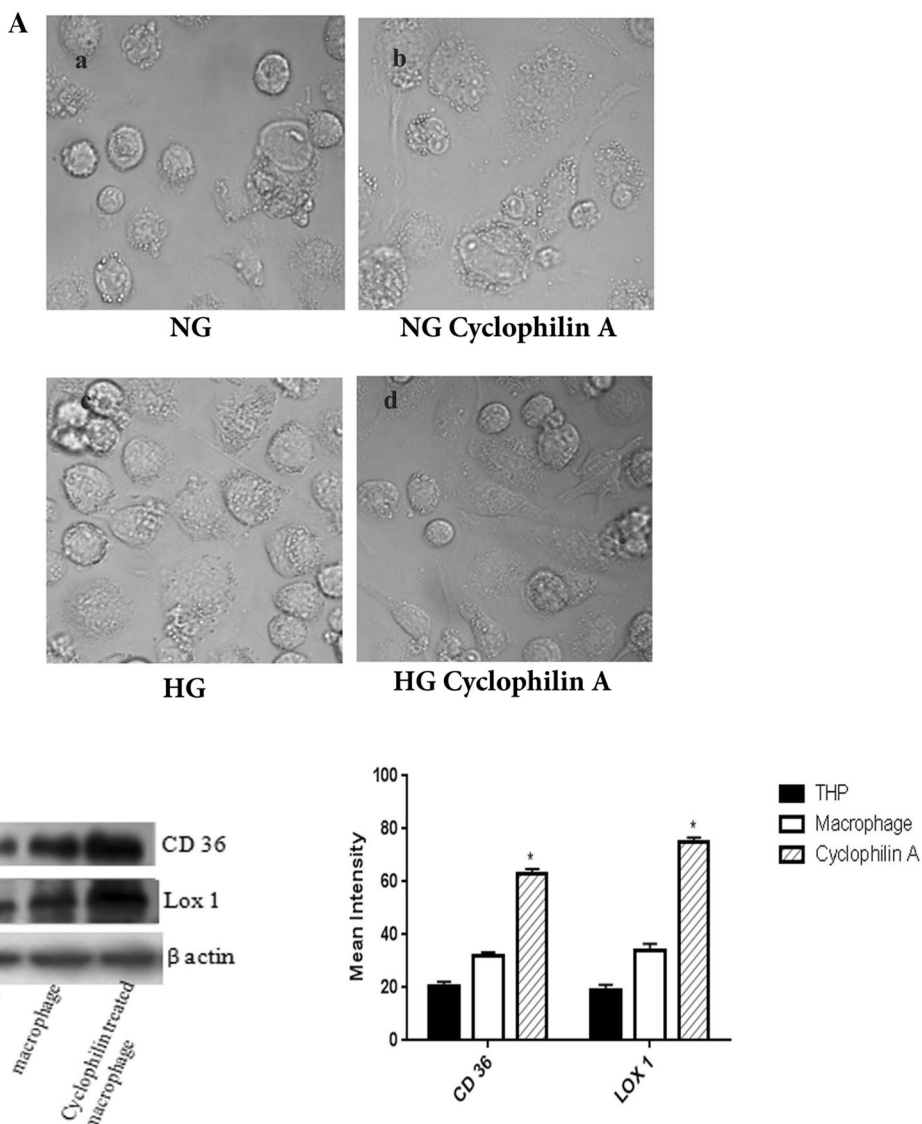 A
a
b
NG
NG Cyclophilin A
c
d
HG
HG Cyclophilin A
CD 36
Lox 1
β actin
macrophage
Cyclophilin treated
macrophage
100
80
60
40
20
0
Mean Intensity
*
*
CD 36
LOX 1
THP
Macrophage
Cyclophilin A